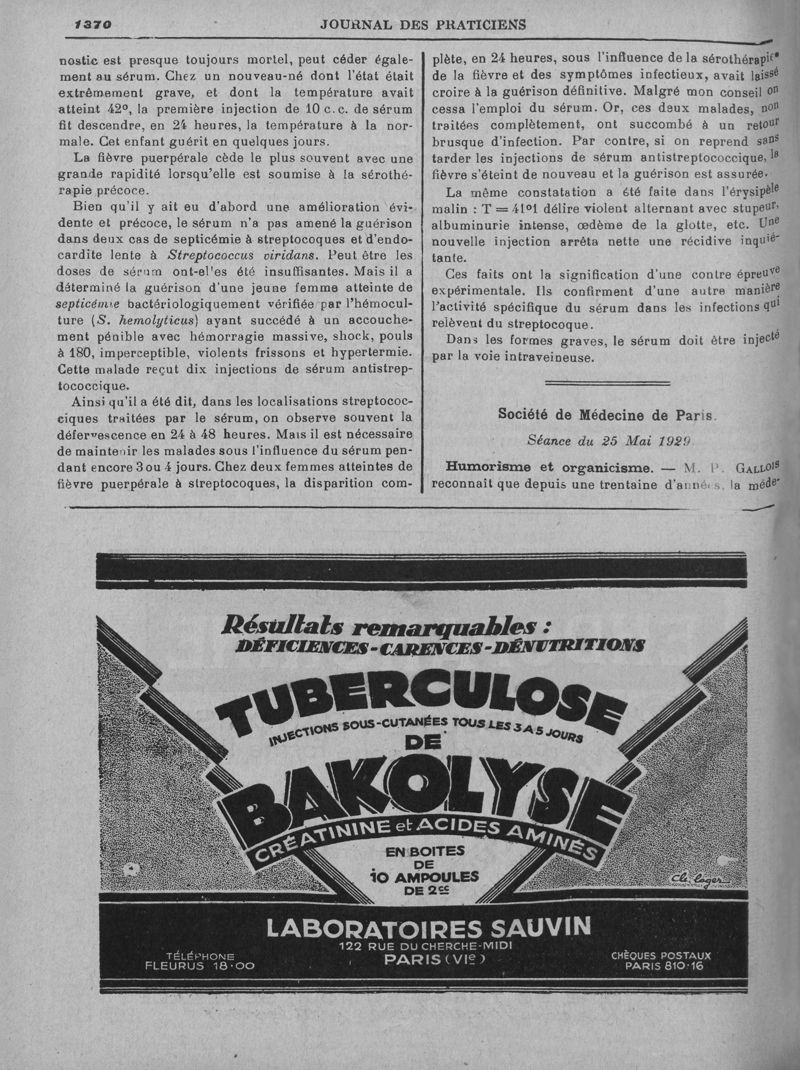 1370
JOURNAL DES PRATICIENS
nostic est presque toujours mortel, peut céder égale-
ment au sérum. Chez un nouveau-né dont l'état était
extrêmement grave, et dont la température avait
atteint 42°, la première injection de 10 c. c. de sérum
fit descendre, en 24 heures, la température à la nor-
male. Cet enfant guérit en quelques jours.
La fièvre puerpérale cède le plus souvent avec une
grande rapidité lorsqu'elle est soumise à la sérothé-
rapie précoce.
Bien qu'il y ait eu d'abord une amélioration évi-
dente et précoce, le sérum n'a pas amené la guérison
dans deux cas de septicémie à streptocoques et d'endo-
cardite lente à Streptococcus viridans. Peut être les
doses de sérum ont-elles été insuffisantes. Mais il a
déterminé la guérison d'une jeune femme atteinte de
septicémie bactériologiquement vérifiée par l'hémocul-
ture (S. hemolyticus) ayant succédé à un accouche-
ment pénible avec hémorragie massive, shock, pouls
à 180, imperceptible, violents frissons et hypertermie.
Cette malade reçut dix injections de sérum antistrep-
tococcique.
Ainsi qu'il a été dit, dans les localisations streptococ-
ciques traitées par le sérum, on observe souvent la
défervescence en 24 à 48 heures. Mais il est nécessaire
de maintenir les malades sous l'influence du sérum pen-
dant encore 3 ou 4 jours. Chez deux femmes atteintes de
fièvre puerpérale à streptocoques, la disparition com-
plète, en 24 heures, sous l'influence de la sérothérapie
de la fièvre et des symptômes infectieux, avait laissé
croire à la guérison définitive. Malgré mon conseil on
cessa l'emploi du sérum. Or, ces deux malades, non
traitées complètement, ont succombé à un retour
brusque d'infection. Par contre, si on reprend sans
tarder les injections de sérum antistreptococcique, la
fièvre s'éteint de nouveau et la guérison est assurée.
La même constatation a été faite dans l'érysipèle
malin : T = 41°1 délire violent alternant avec stupeur,
albuminurie intense, œdème de la glotte, etc. Une
nouvelle injection arrêta nette une récidive inquié-
tante.
Ces faits ont la signification d'une contre épreuve
expérimentale. Ils confirment d'une autre manière
l'activité spécifique du sérum dans les infections qui
relèvent du streptocoque.
Dans les formes graves, le sérum doit être injecté
par la voie intraveineuse.
Société de Médecine de Paris.
Séance du 25 Mai 1929
Humorisme et organicisme. — M. P. GALLOIS
reconnait que depuis une trentaine d'années, la méde-
Résultats remarquables :
DÉFICIENCES - CARENCES - DÉNUTRITIONS
TUBERCULOSE
INJECTIONS SOUS-CUTANÉES TOUS LES 3 A 5 JOURS
DE
BAKOLYSE
CRÉATININE et ACIDES AMINÉS
EN BOITES
DE
10 AMPOULES
DE 2cc
Ch. Lager
LABORATOIRES SAUVIN
122 RUE DU CHERCHE-MIDI
PARIS (VIe)
TÉLÉPHONE
FLEURUS 18·00
CHÈQUES POSTAUX
PARIS 810·16